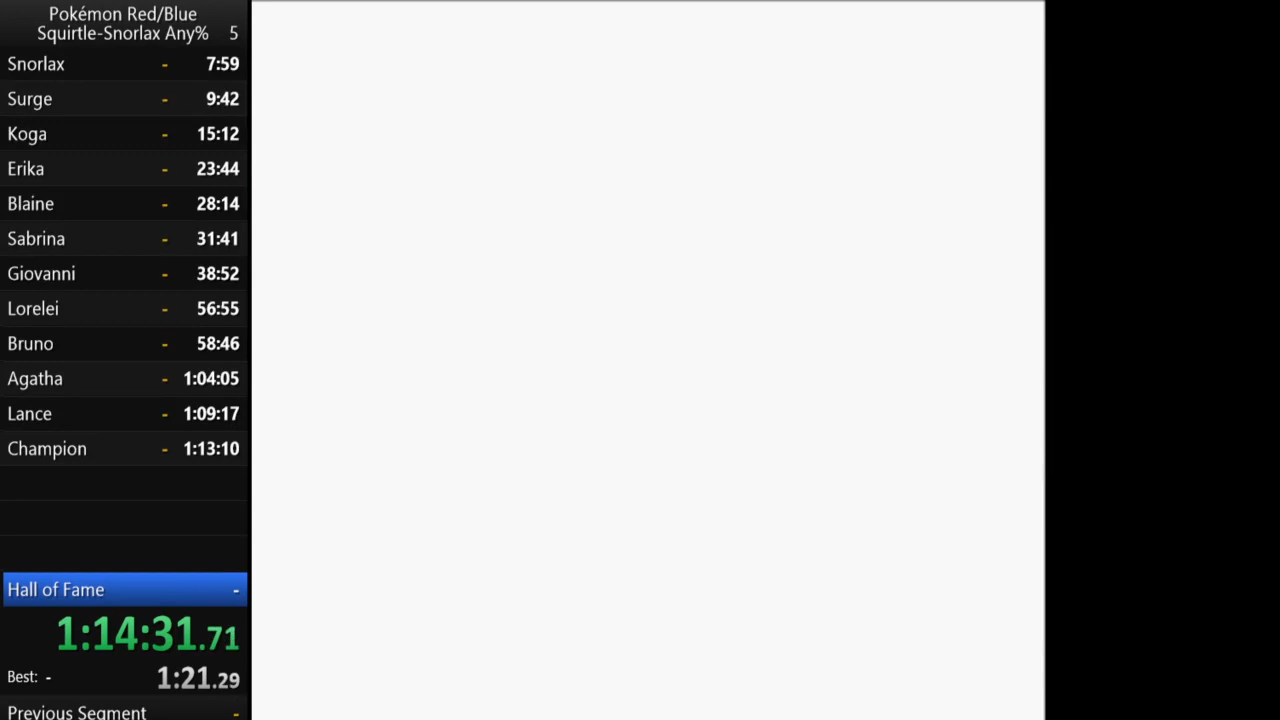 Pokémon Red/Blue
Squirtle-Snorlax Any% 5
Snorlax - 7:59
Surge - 9:42
Koga - 15:12
Erika - 23:44
Blaine - 28:14
Sabrina - 31:41
Giovanni - 38:52
Lorelei - 56:55
Bruno - 58:46
Agatha - 1:04:05
Lance - 1:09:17
Champion - 1:13:10
Hall of Fame -
1:14:31.71
Best: - 1:21.29
Previous Segment -